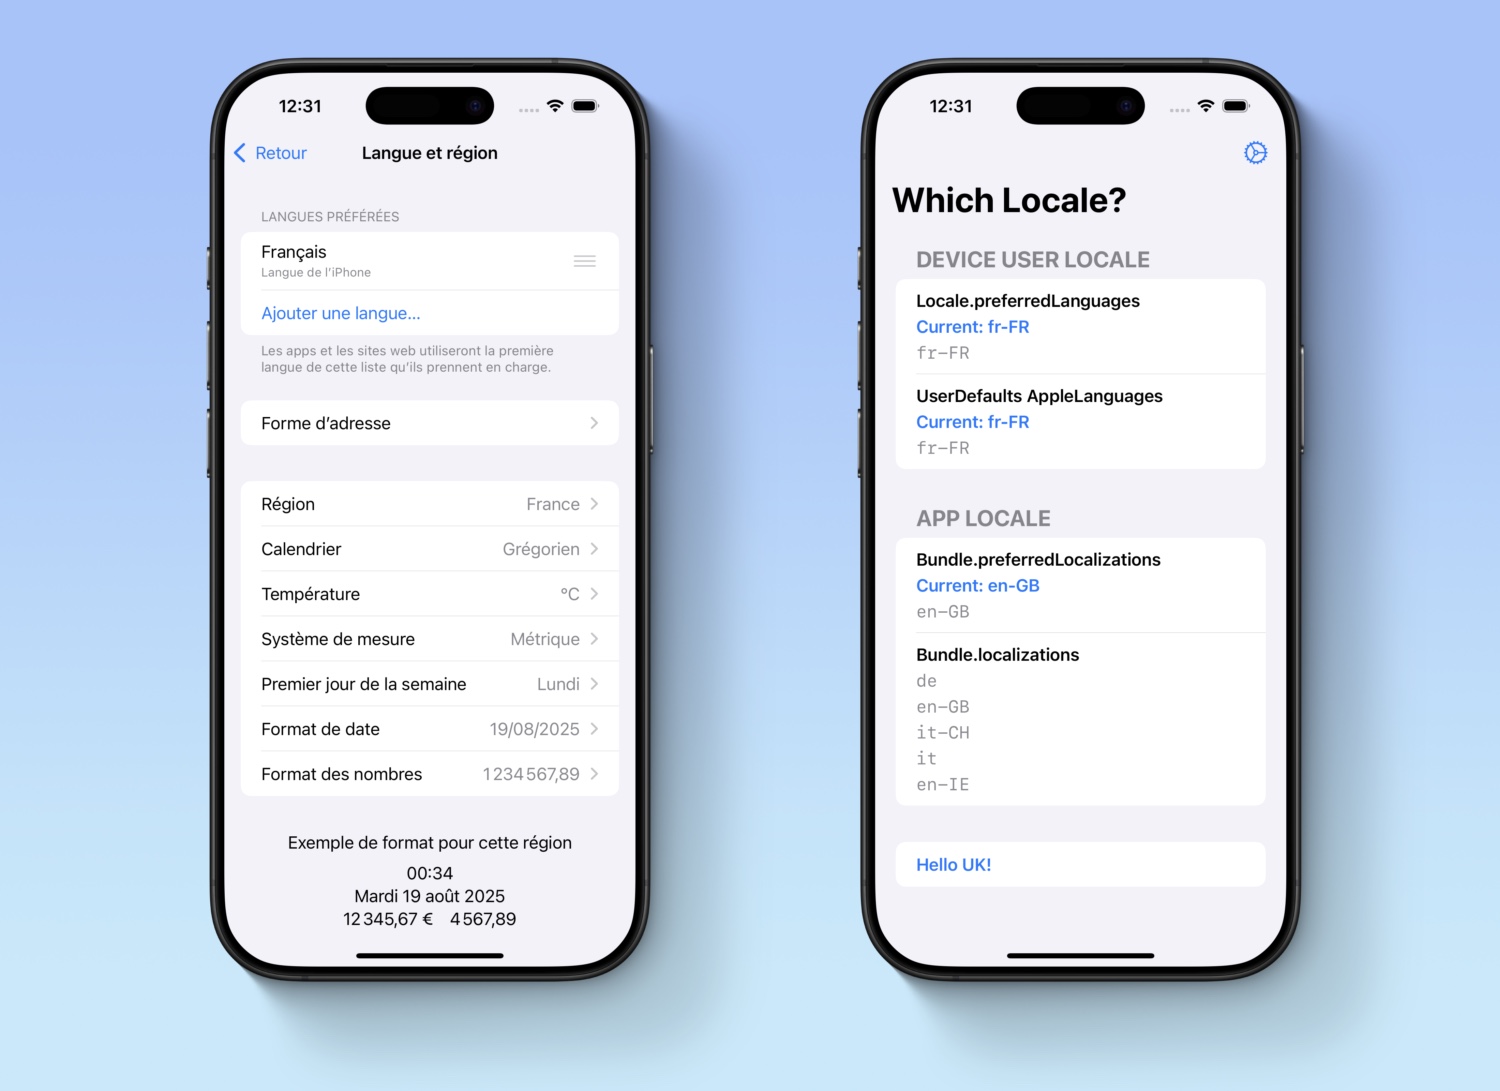 12:31
Retour
Langue et région
LANGUES PRÉFÉRÉES
Français
Langue de l'iPhone
Ajouter une langue...
Les apps et les sites web utiliseront la première
langue de cette liste qu'ils prennent en charge.
Forme d'adresse
Région France
Calendrier Grégorien
Température °C
Système de mesure Métrique
Premier jour de la semaine Lundi
Format de date 19/08/2025
Format des nombres 1 234 567,89
Exemple de format pour cette région
00:34
Mardi 19 août 2025
12 345,67 € 4 567,89
12:31
Which Locale?
DEVICE USER LOCALE
Locale.preferredLanguages
Current: fr-FR
fr-FR
UserDefaults AppleLanguages
Current: fr-FR
fr-FR
APP LOCALE
Bundle.preferredLocalizations
Current: en-GB
en-GB
Bundle.localizations
de
en-GB
it-CH
it
en-IE
Hello UK!